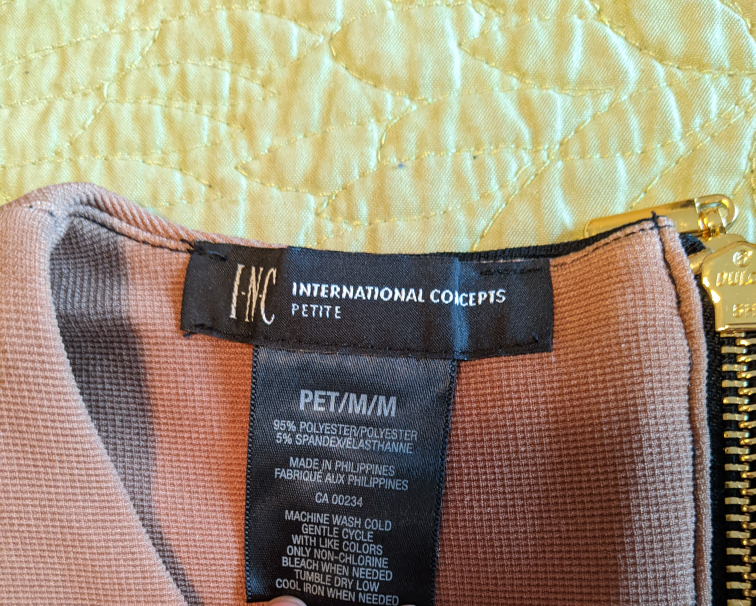 I·N·C INTERNATIONAL CONCEPTS
PETITE
PET/M/M
95% POLYESTER/POLYESTER
5% SPANDEX/ÉLASTHANNE
MADE IN PHILIPPINES
FABRIQUÉ AUX PHILIPPINES
CA 00234
MACHINE WASH COLD
GENTLE CYCLE
WITH LIKE COLORS
ONLY NON-CHLORINE
BLEACH WHEN NEEDED
TUMBLE DRY LOW
COOL IRON WHEN NEEDED